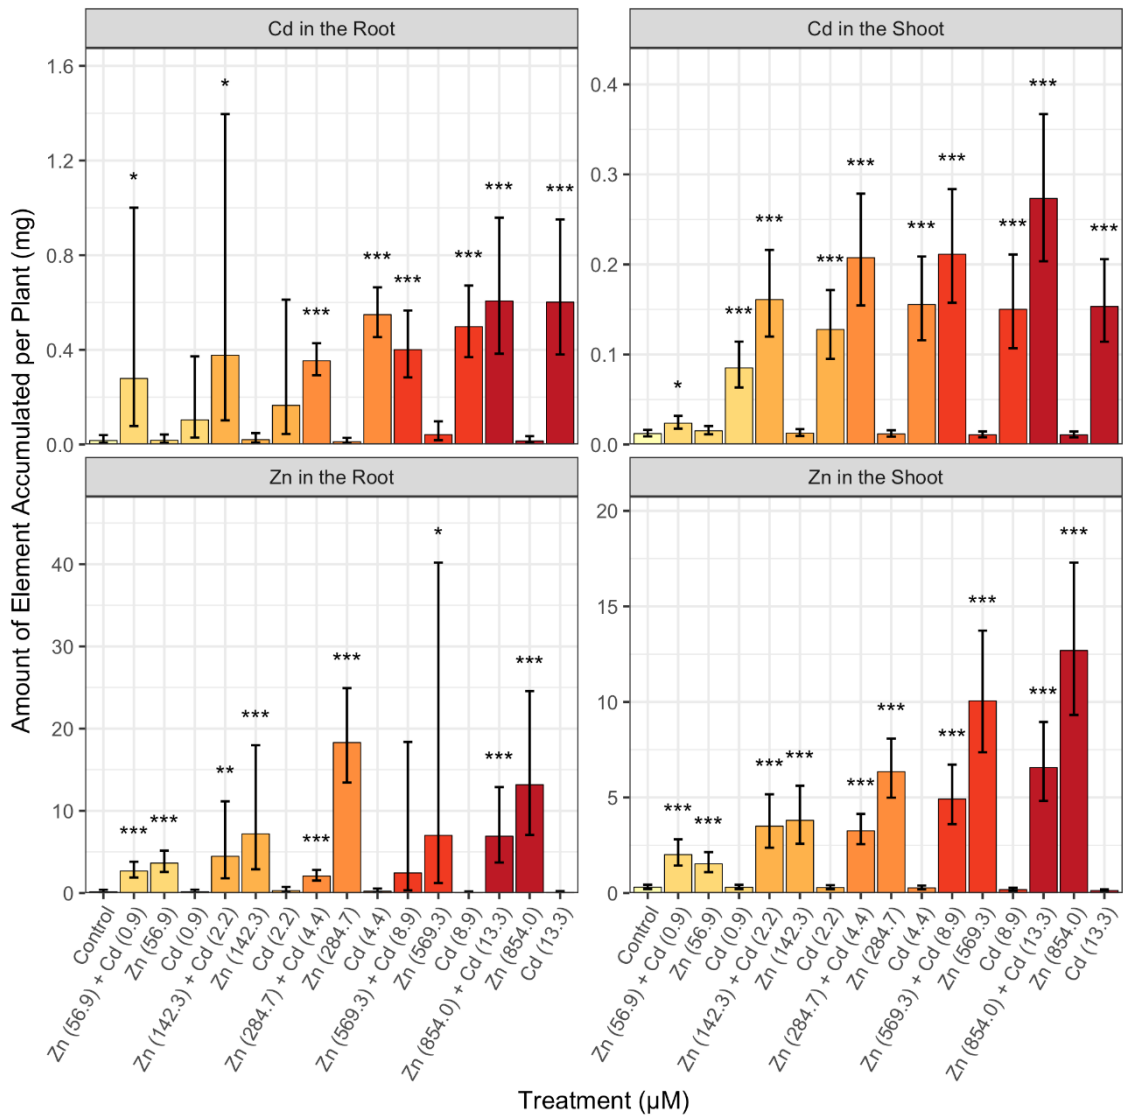 Cd in the Root
Cd in the Shoot
1.6
1.2
0.8
0.4
0.0
* * *** *** *** *** *** ***
0.4
0.3
0.2
0.1
0.0
* *** *** *** *** *** *** *** *** ***
Zn in the Root
Zn in the Shoot
40
30
20
10
0
*** *** ** *** *** *** * *** ***
20
15
10
5
0
*** *** *** *** *** *** *** *** *** ***
Amount of Element Accumulated per Plant (mg)
Control
Zn (56.9) + Cd (0.9)
Zn (56.9)
Cd (0.9)
Zn (142.3) + Cd (2.2)
Zn (142.3)
Cd (2.2)
Zn (284.7) + Cd (4.4)
Zn (284.7)
Cd (4.4)
Zn (569.3) + Cd (8.9)
Zn (569.3)
Cd (8.9)
Zn (854.0) + Cd (13.3)
Zn (854.0)
Cd (13.3)
Control
Zn (56.9) + Cd (0.9)
Zn (56.9)
Cd (0.9)
Zn (142.3) + Cd (2.2)
Zn (142.3)
Cd (2.2)
Zn (284.7) + Cd (4.4)
Zn (284.7)
Cd (4.4)
Zn (569.3) + Cd (8.9)
Zn (569.3)
Cd (8.9)
Zn (854.0) + Cd (13.3)
Zn (854.0)
Cd (13.3)
Treatment (μM)